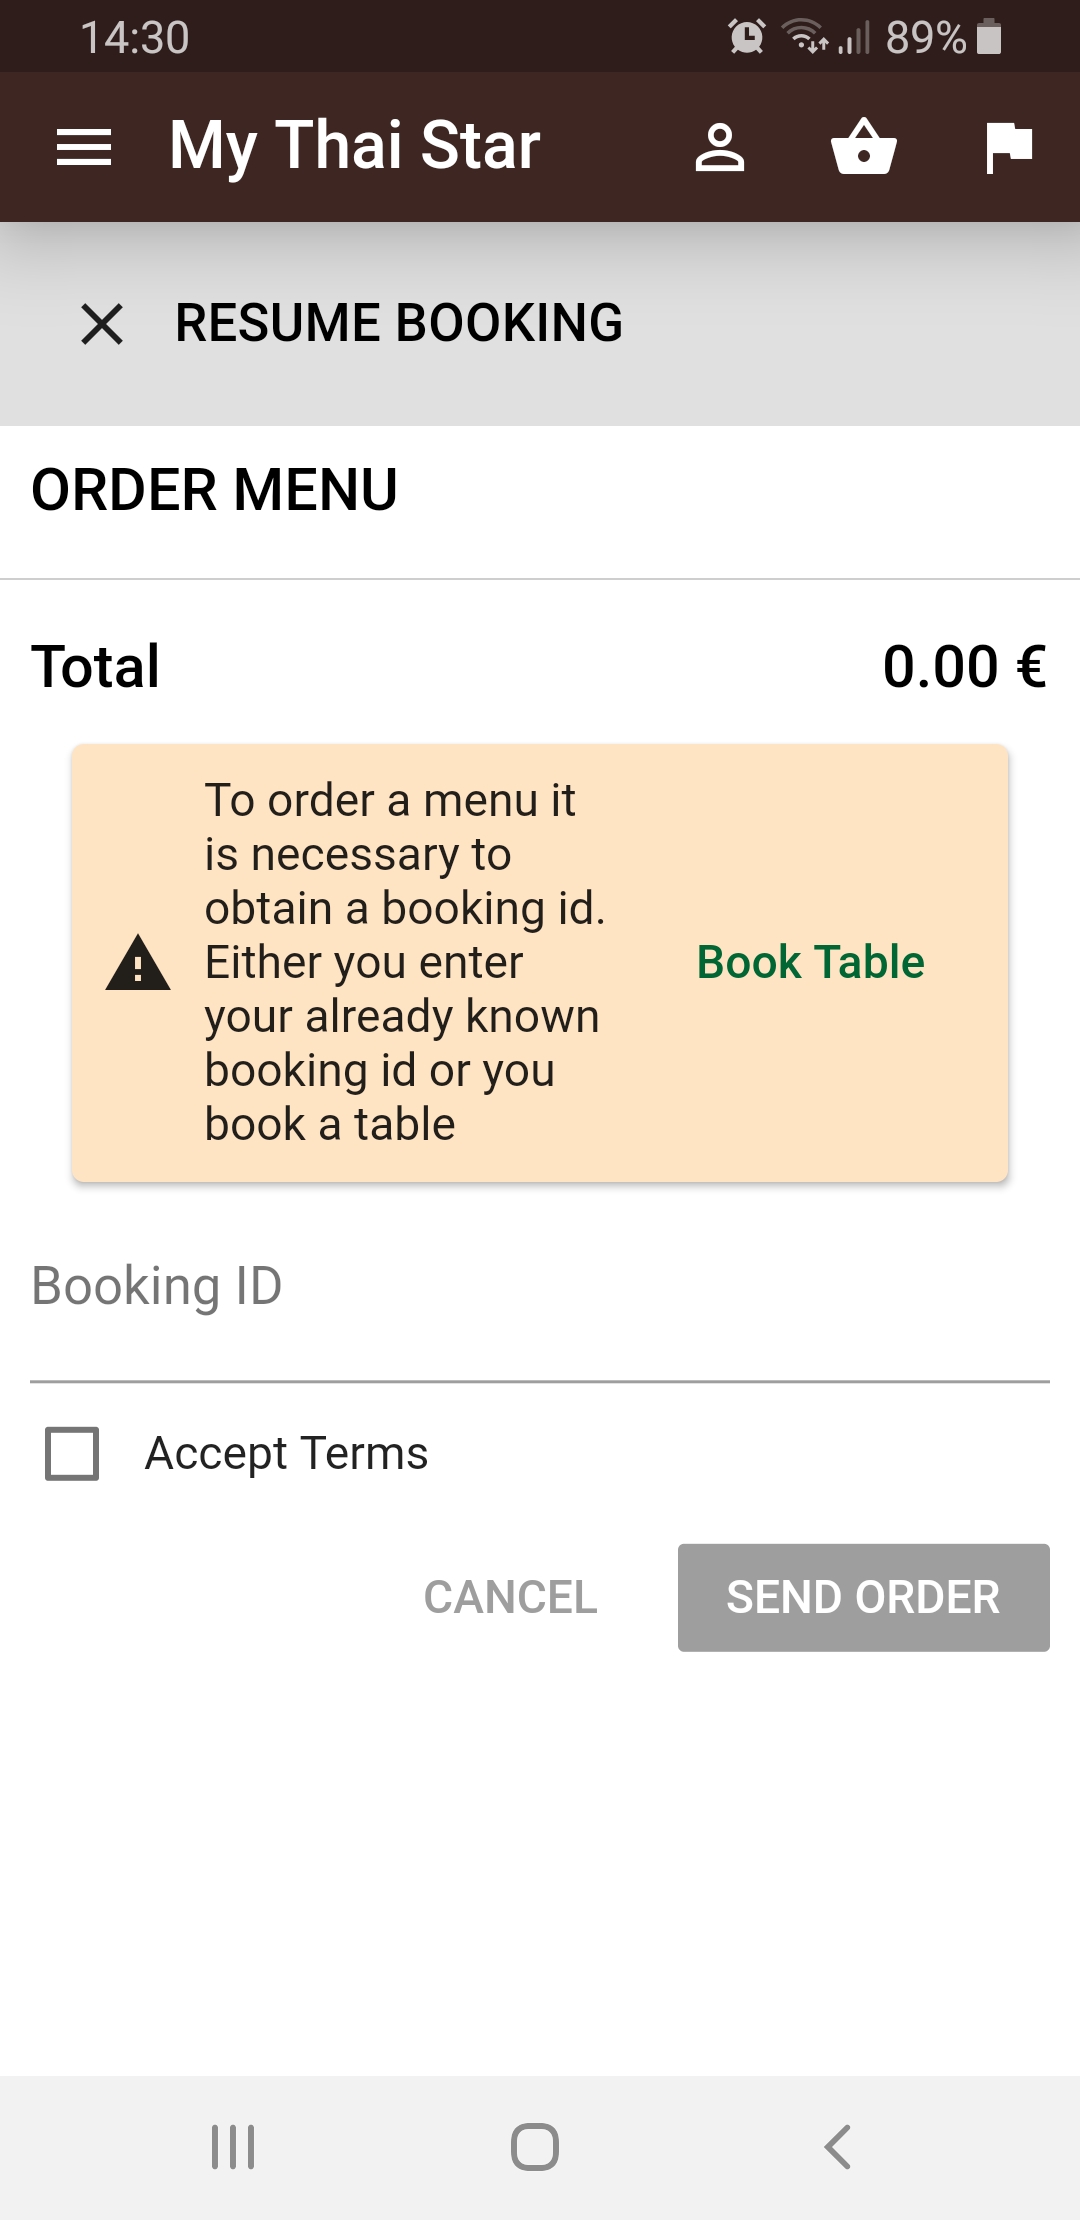 14:30
89%
My Thai Star
RESUME BOOKING
ORDER MENU
Total 0.00 €
To order a menu it
is necessary to
obtain a booking id.
Either you enter
your already known
booking id or you
book a table
Book Table
Booking ID
Accept Terms
CANCEL
SEND ORDER